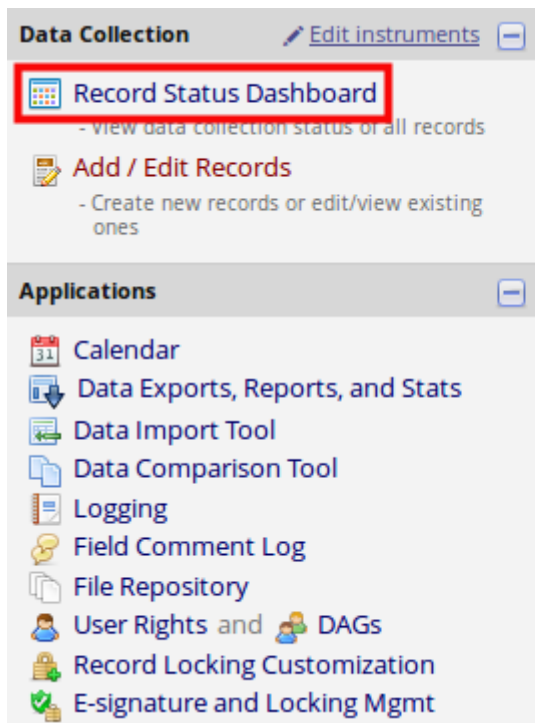 Data Collection Edit instruments
Record Status Dashboard
- View data collection status of all records
Add / Edit Records
- Create new records or edit/view existing
ones
Applications
31 Calendar
Data Exports, Reports, and Stats
Data Import Tool
Data Comparison Tool
Logging
Field Comment Log
File Repository
User Rights and DAGs
Record Locking Customization
E-signature and Locking Mgmt